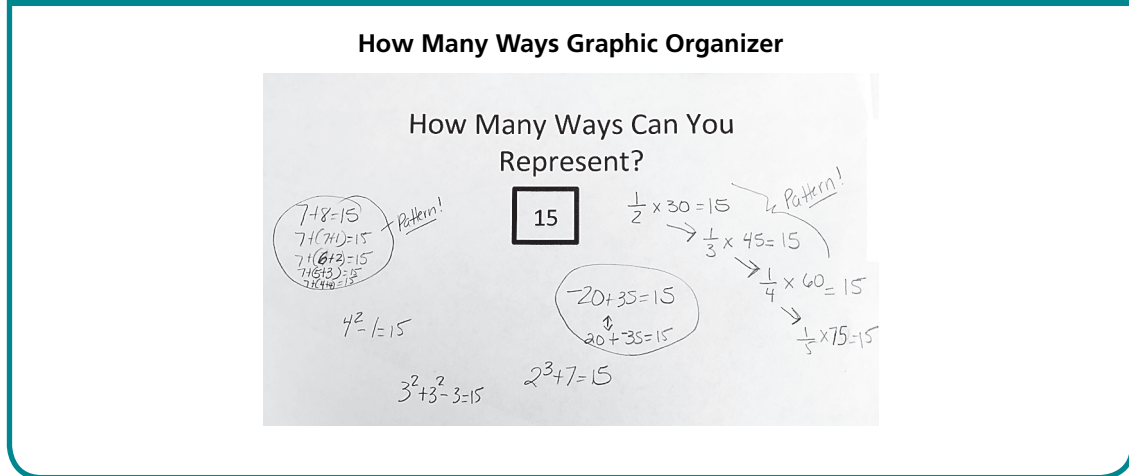 How Many Ways Graphic Organizer
How Many Ways Can You
Represent?
15
7+8=15
7+(7+1)=15
7+(6+2)=15
7+(5+3)=15
7+(4+4)=15
Pattern!
4²-1=15
3²+3²-3=15
2³+7=15
-20+35=15
↕
20+-35=15
1/2 × 30=15
1/3 × 45=15
1/4 × 60=15
1/5 ×75=15
Pattern!